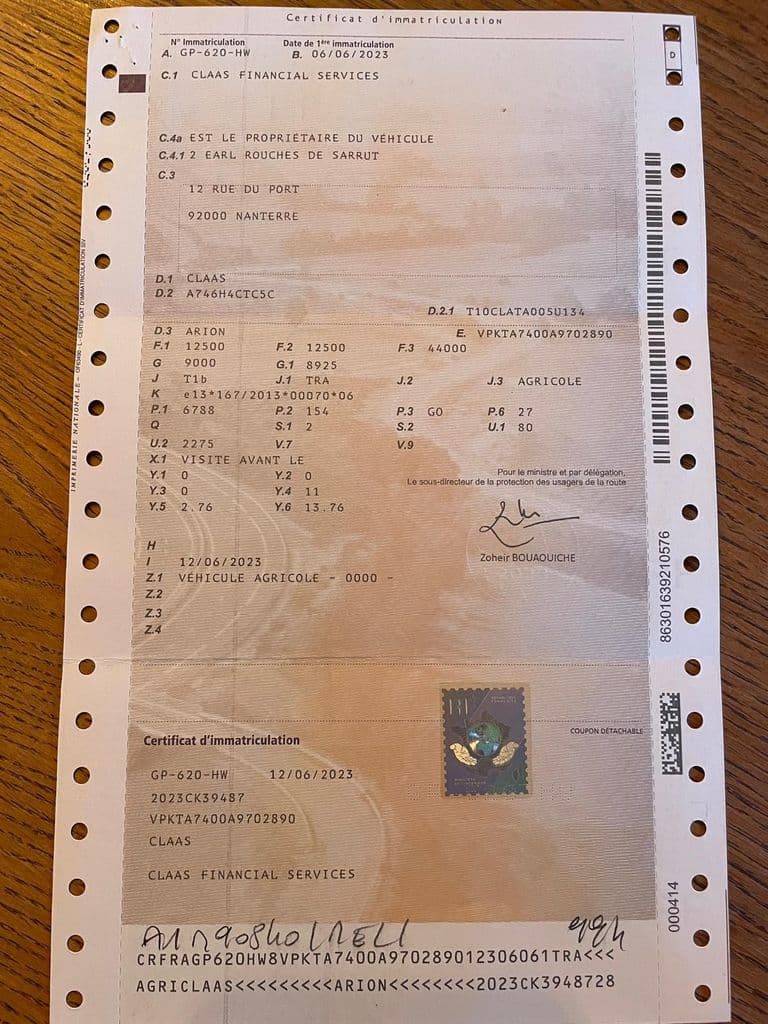 Certificat d'immatriculation
N° Immatriculation Date de 1ère immatriculation
A. GP-620-HW B. 06/06/2023
D
C.1 CLAAS FINANCIAL SERVICES
C.4a EST LE PROPRIÉTAIRE DU VÉHICULE
C.4.1 2 EARL ROUCHES DE SARRUT
C.3
12 RUE DU PORT
92000 NANTERRE
D.1 CLAAS
D.2 A746H4CTC5C
D.2.1 T10CLATA005U134
D.3 ARION E. VPKTA7400A9702890
F.1 12500 F.2 12500 F.3 44000
G 9000 G.1 8925
J T1b J.1 TRA J.2 J.3 AGRICOLE
K e13*167/2013*00070*06
P.1 6788 P.2 154 P.3 GO P.6 27
Q S.1 2 S.2 U.1 80
U.2 2275 V.7 V.9
X.1 VISITE AVANT LE
Y.1 0 Y.2 0
Y.3 0 Y.4 11
Y.5 2.76 Y.6 13.76
Pour le ministre et par délégation,
Le sous-directeur de la protection des usagers de la route
Zoheir BOUAOUICHE
H
I 12/06/2023
Z.1 VÉHICULE AGRICOLE - 0000 -
Z.2
Z.3
Z.4
86301639210576
COUPON DÉTACHABLE
Certificat d'immatriculation
GP-620-HW 12/06/2023
2023CK39487
VPKTA7400A9702890
CLAAS
CLAAS FINANCIAL SERVICES
000414
CRFRAGP620HW8VPKTA7400A970289012306061TRA<<<
AGRICLAAS<<<<<<<<<ARION<<<<<<<<2023CK3948728